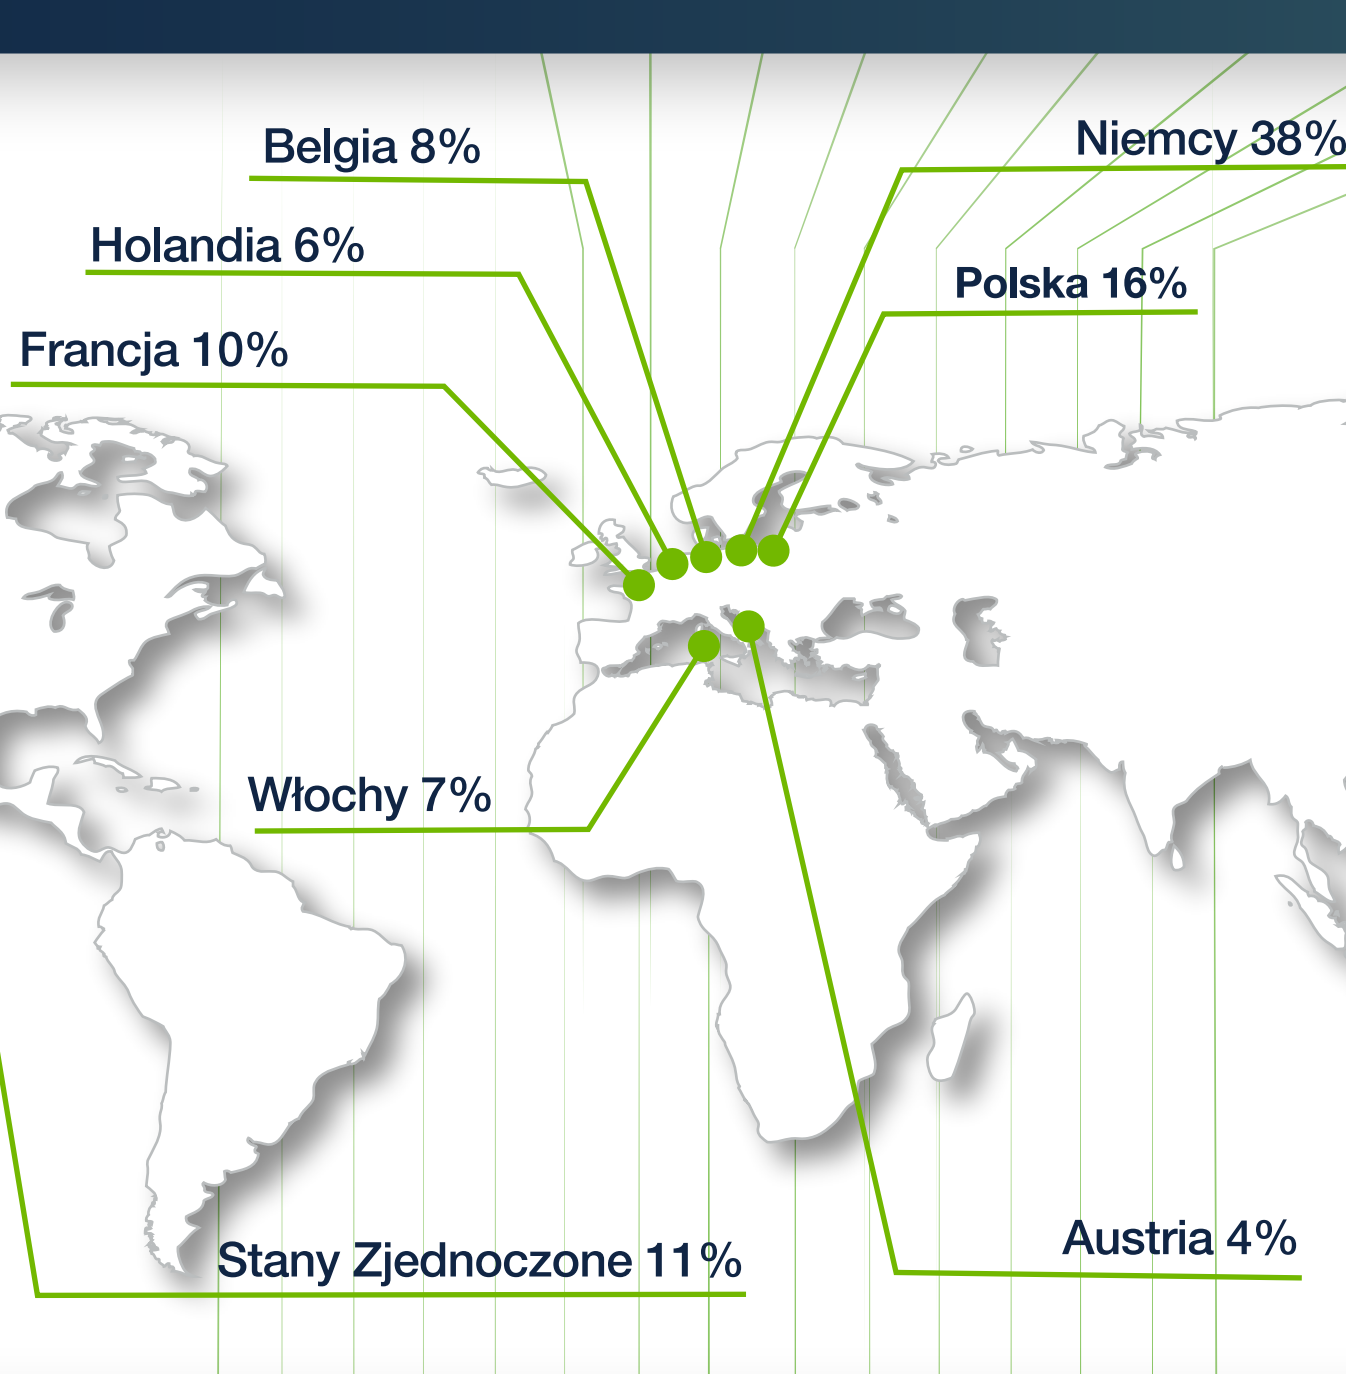 Belgia 8%
Niemcy 38%
Holandia 6%
Polska 16%
Francja 10%
Włochy 7%
Austria 4%
Stany Zjednoczone 11%